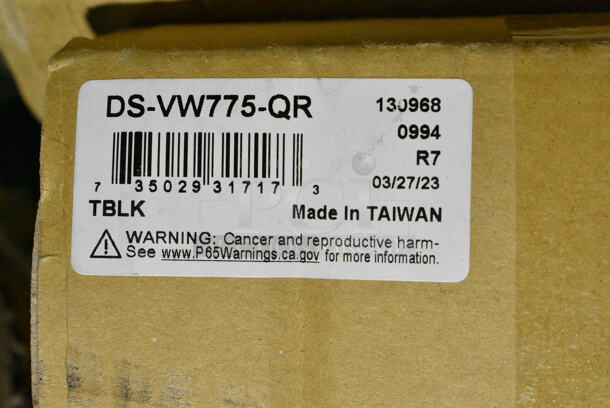 DS-VW775-QR
130968
0994
R7
7 35029 31717 3
03/27/23
TBLK
Made In TAIWAN
WARNING: Cancer and reproductive harm-
See www.P65Warnings.ca.gov for more information.